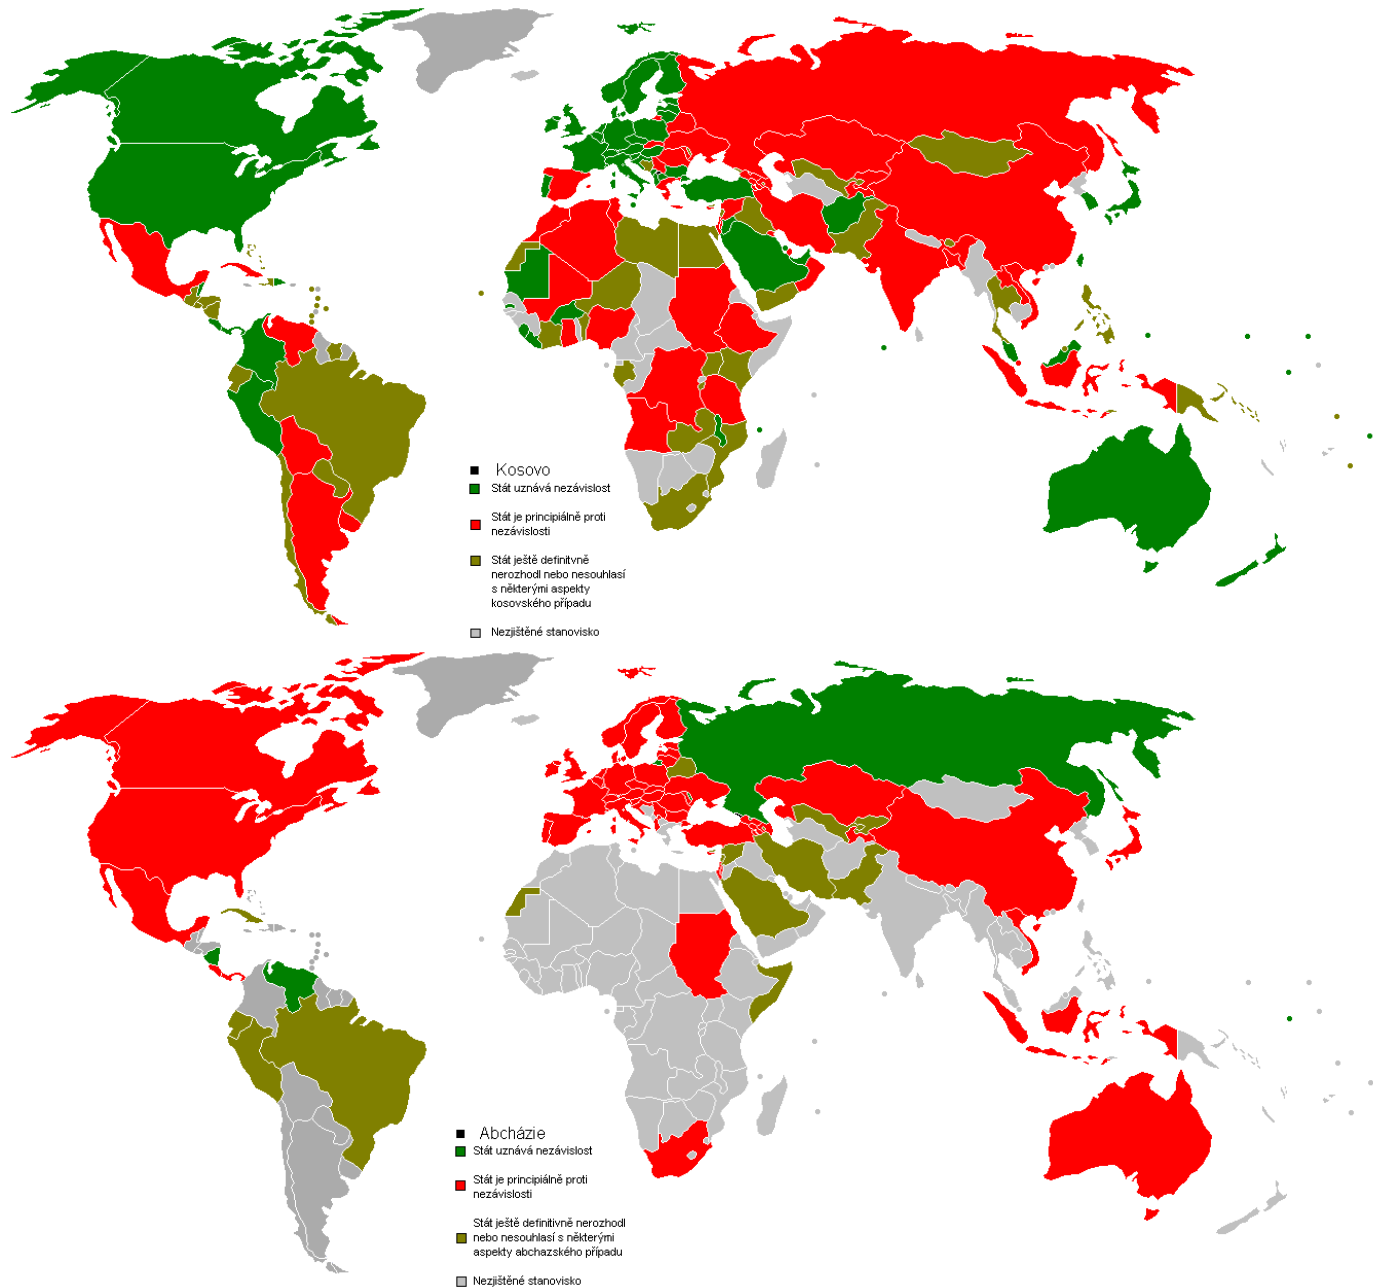 Kosovo
Stát uznává nezávislost
Stát je principiálně proti
nezávislosti
Stát ještě definitvně
nerozhodl nebo nesouhlasí
s některými aspekty
kosovského případu
Nezjištěné stanovisko
Abcházie
Stát uznává nezávislost
Stát je principiálně proti
nezávislosti
Stát ještě definitivně nerozhodl
nebo nesouhlasí s některými
aspekty abchazského případu
Nezjištěné stanovisko